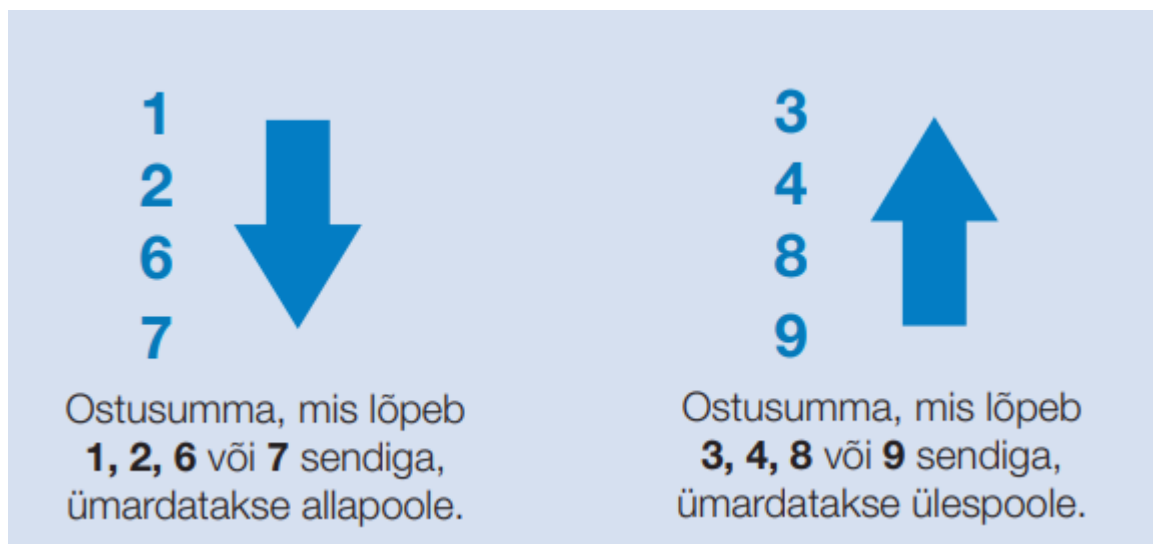 1
2
6
7
Ostusumma, mis lõpeb
1, 2, 6 või 7 sendiga,
ümardatakse allapoole.
3
4
8
9
Ostusumma, mis lõpeb
3, 4, 8 või 9 sendiga,
ümardatakse ülespoole.